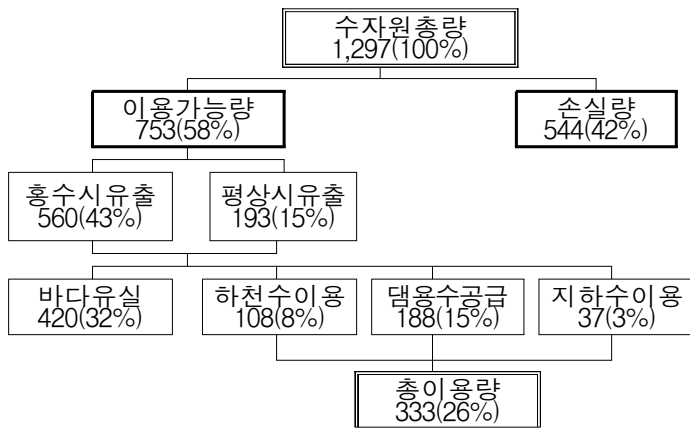 수자원총량
1,297(100%)
이용가능량
753(58%)
손실량
544(42%)
홍수시유출
560(43%)
평상시유출
193(15%)
바다유실
420(32%)
하천수이용
108(8%)
댐용수공급
188(15%)
지하수이용
37(3%)
총이용량
333(26%)